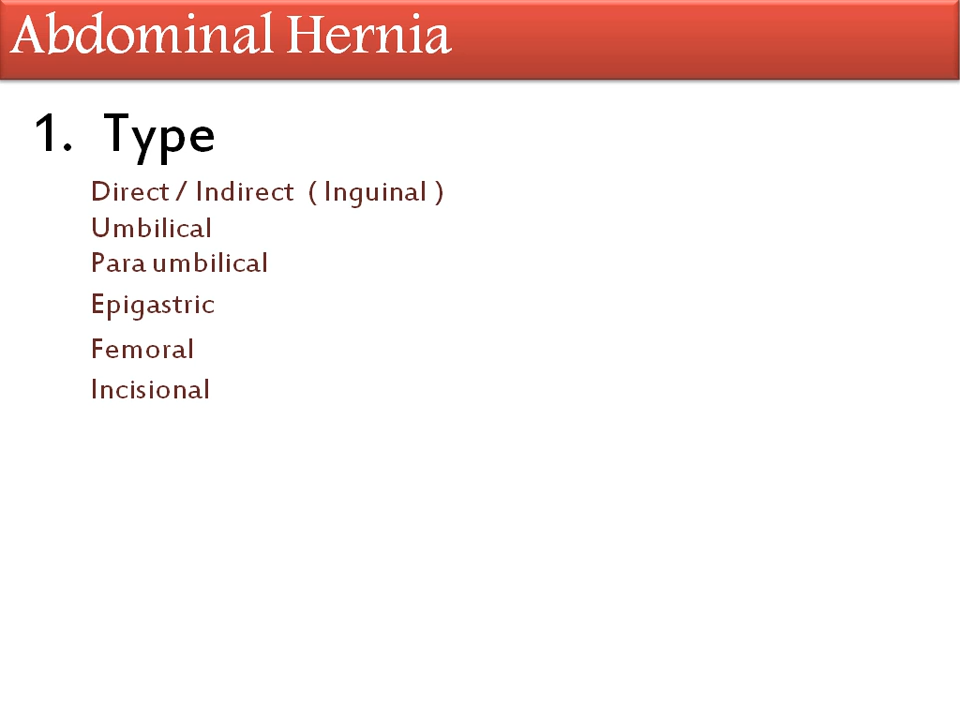 Abdominal Hernia
1. Type
Direct / Indirect ( Inguinal )
Umbilical
Para umbilical
Epigastric
Femoral
Incisional